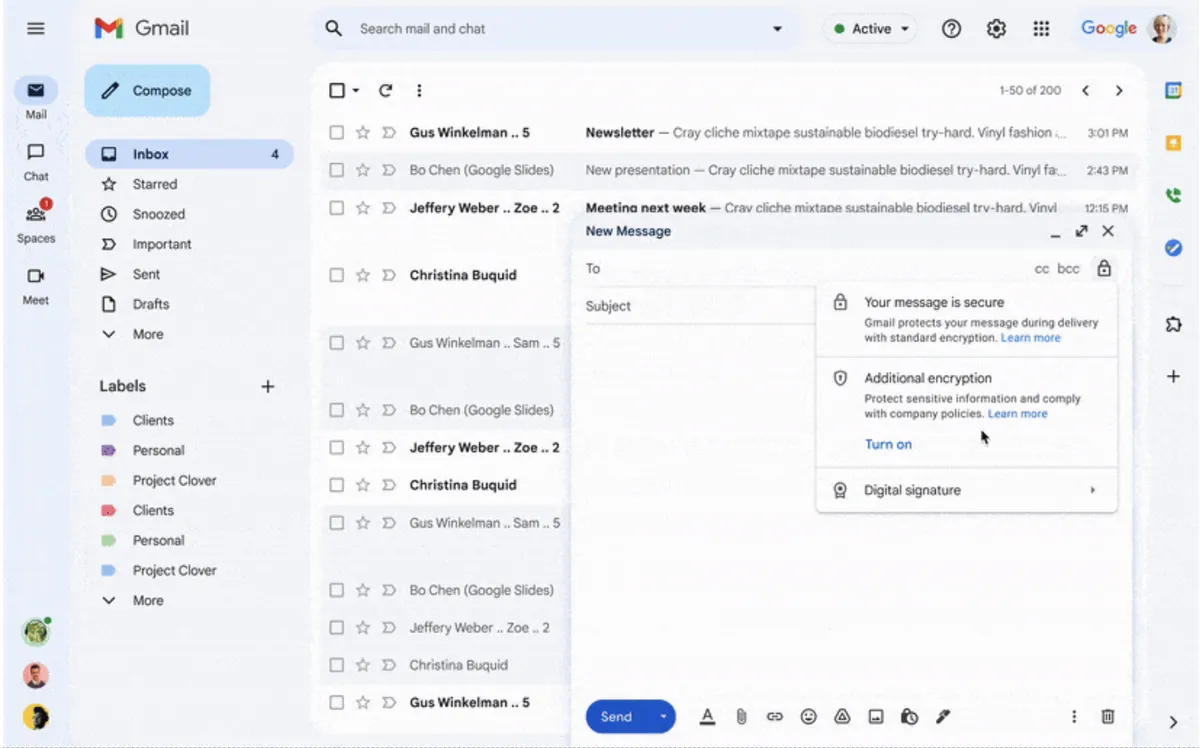 Gmail
Search mail and chat
Active
Google
Mail
Chat
1
Spaces
Meet
Compose
Inbox 4
Starred
Snoozed
Important
Sent
Drafts
More
Labels
Clients
Personal
Project Clover
Clients
Personal
Project Clover
More
1-50 of 200
Gus Winkelman .. 5 Newsletter — Cray cliche mixtape sustainable biodiesel try-hard. Vinyl fashion ... 3:01 PM
Bo Chen (Google Slides) New presentation — Cray cliche mixtape sustainable biodiesel try-hard. Vinyl fa... 2:43 PM
Jeffery Weber .. Zoe .. 2 Meeting next week — Cray cliche mixtape sustainable biodiesel try-hard. Vinyl 12:15 PM
Christina Buquid
Gus Winkelman .. Sam .. 5
Bo Chen (Google Slides)
Jeffery Weber .. Zoe .. 2
Christina Buquid
Gus Winkelman .. Sam .. 5
Bo Chen (Google Slides)
Jeffery Weber .. Zoe .. 2
Christina Buquid
Gus Winkelman .. 5
New Message
To cc bcc
Subject
Your message is secure
Gmail protects your message during delivery
with standard encryption. Learn more
Additional encryption
Protect sensitive information and comply
with company policies. Learn more
Turn on
Digital signature
Send